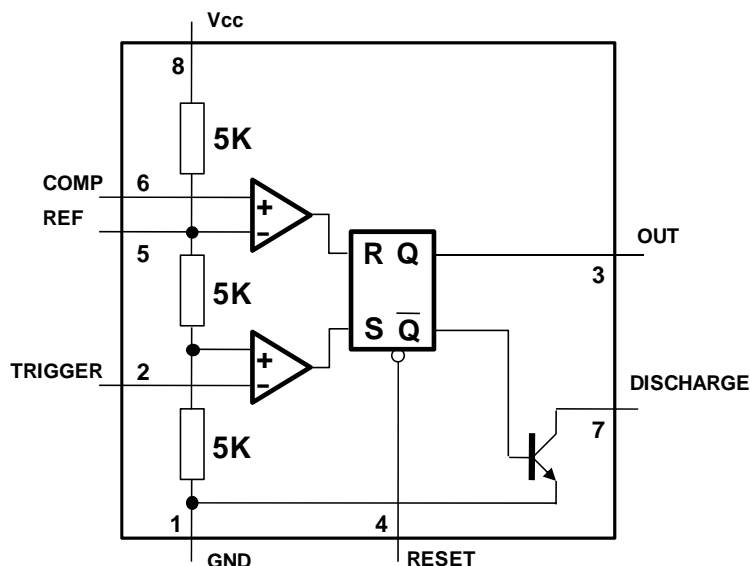 Vcc
8
5K
COMP 6
REF
5
+
−
R Q
OUT
3
5K
S Q̅
TRIGGER 2
+
−
DISCHARGE
7
5K
1
4
GND
RESET